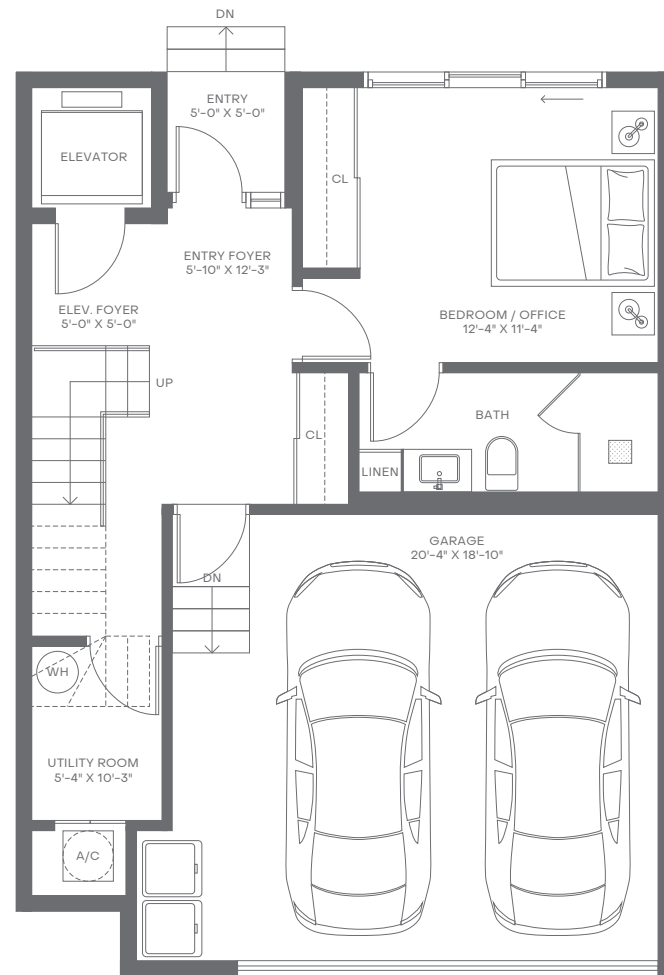 DN
ENTRY
5'-0" X 5'-0"
ELEVATOR
CL
ENTRY FOYER
5'-10" X 12'-3"
ELEV. FOYER
5'-0" X 5'-0"
BEDROOM / OFFICE
12'-4" X 11'-4"
UP
BATH
CL
LINEN
GARAGE
20'-4" X 18'-10"
DN
WH
UTILITY ROOM
5'-4" X 10'-3"
A/C